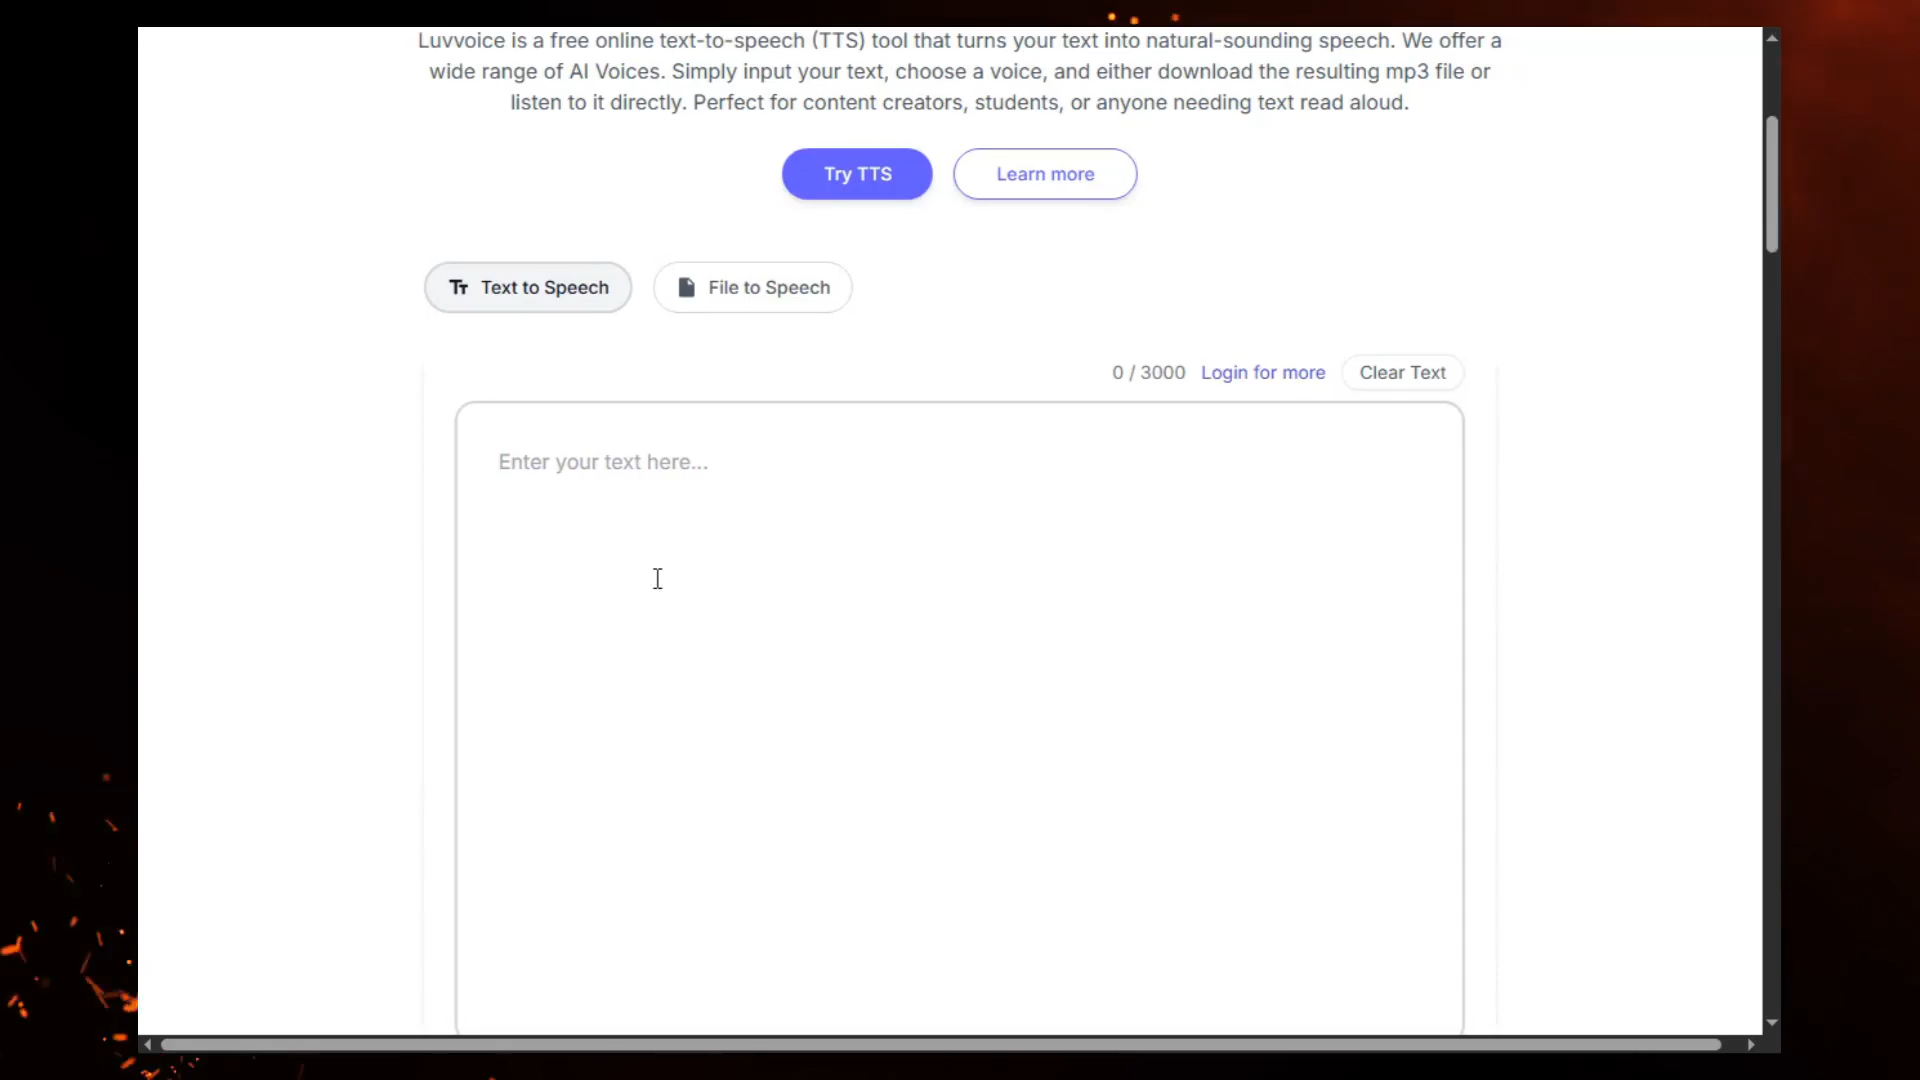 Luvvoice is a free online text-to-speech (TTS) tool that turns your text into natural-sounding speech. We offer a
wide range of AI Voices. Simply input your text, choose a voice, and either download the resulting mp3 file or
listen to it directly. Perfect for content creators, students, or anyone needing text read aloud.
Try TTS
Learn more
Text to Speech
File to Speech
0 / 3000
Login for more
Clear Text
Enter your text here...